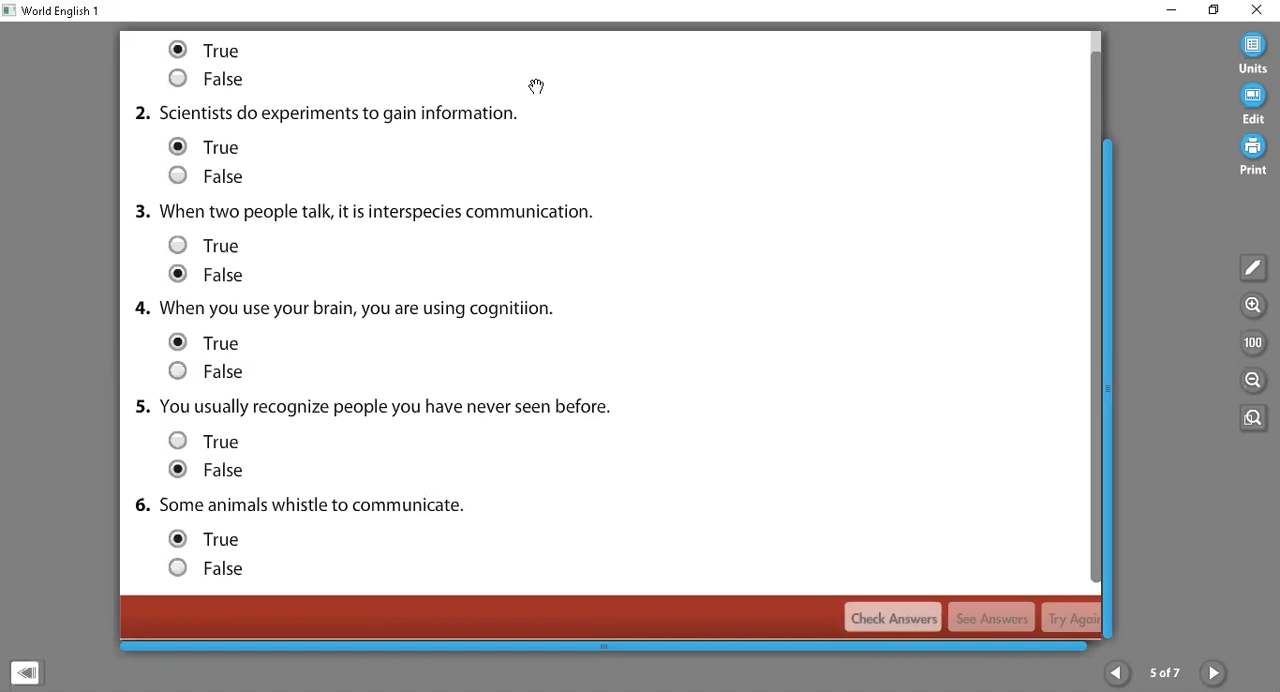 World English 1
True
False
2. Scientists do experiments to gain information.
True
False
3. When two people talk, it is interspecies communication.
True
False
4. When you use your brain, you are using cognitiion.
True
False
5. You usually recognize people you have never seen before.
True
False
6. Some animals whistle to communicate.
True
False
Check Answers See Answers Try Again
Units
Edit
Print
100
5 of 7